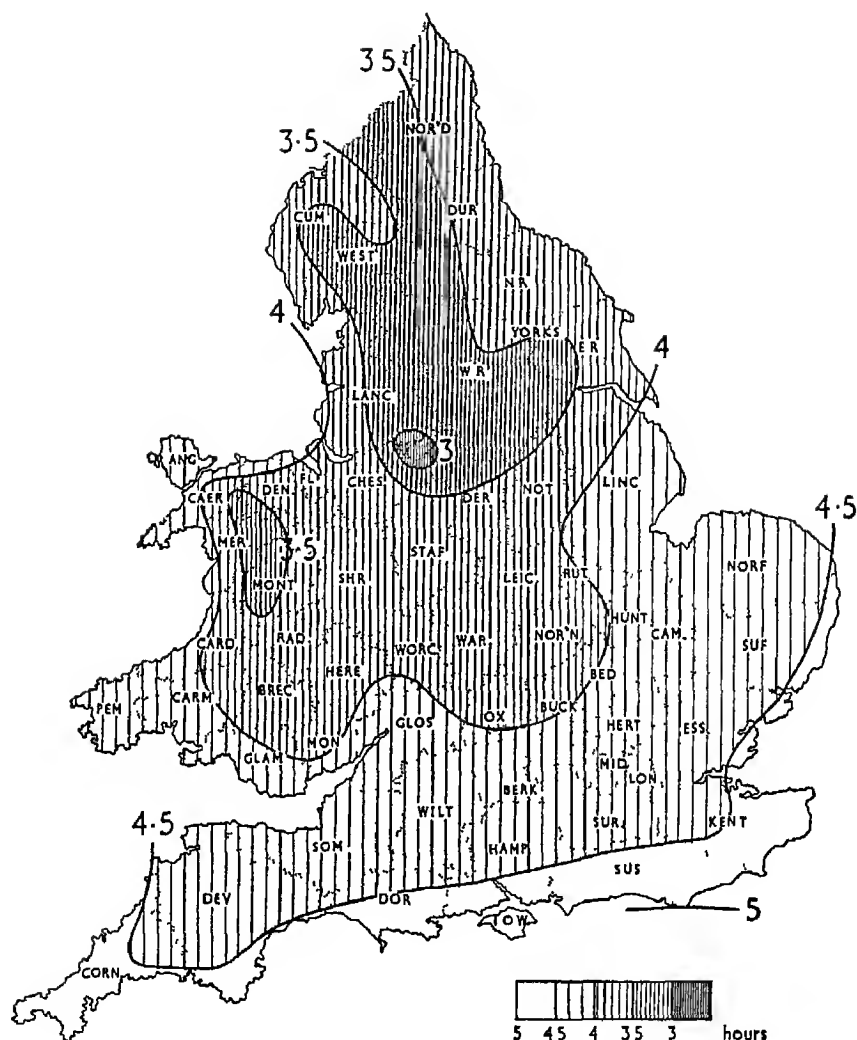 3 5
3·5
NOR'D
CUM
DUR
WEST
N.R.
4
YORKS
E R
4
W.R.
LANC.
3
ANG
CAER
DEN.
FL
CHES
DER
NOT
LINC
4·5
MER
3·5
STAF
NORF
MONT
SHR
LEIC.
RUT.
HUNT.
CAM.
SUF
CARD
RAD.
WORC.
WAR.
NOR'N
HERE
BED
PEM
CARM
BREC.
BUCK
GLOS
OX
HERT
ESS.
MON
GLAM
MID.
LON
BERK
4·5
WILT
SUR.
KENT
SOM
HAMP
SUS
DEV
DOR
I O W
5
CORN
5 4 5 4 3 5 3 hours